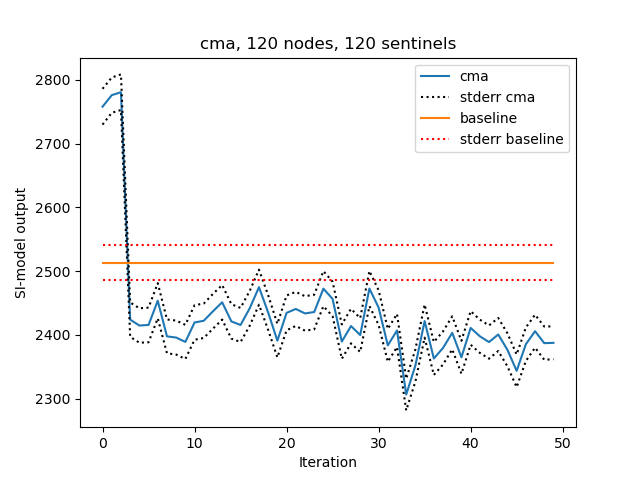 cma, 120 nodes, 120 sentinels
SI-model output
2800
2700
2600
2500
2400
2300
cma
stderr cma
baseline
stderr baseline
0 10 20 30 40 50
Iteration